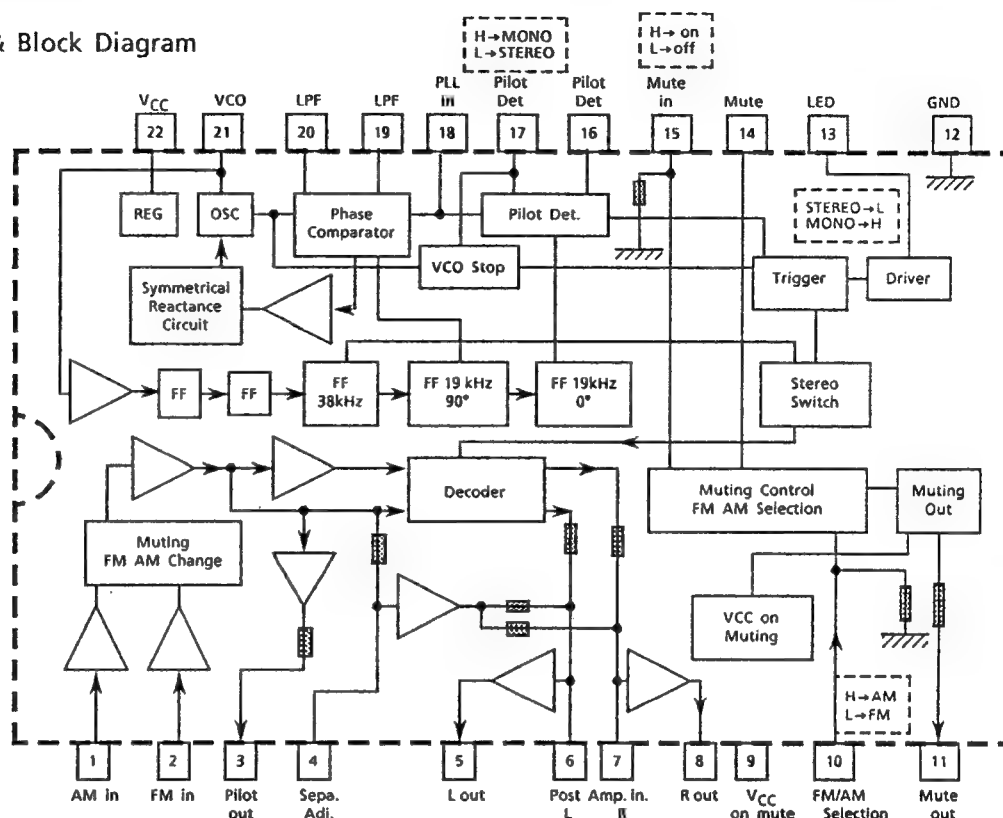 & Block Diagram
H→MONO
L→STEREO
H→on
L→off
VCC
VCO
LPF
LPF
PLL
in
Pilot
Det
Pilot
Det
Mute
in
Mute
LED
GND
22
21
20
19
18
17
16
15
14
13
12
REG
OSC
Phase
Comparator
Pilot Det.
STEREO→L
MONO→H
VCO Stop
Trigger
Driver
Symmetrical
Reactance
Circuit
FF
FF
FF
38kHz
FF 19 kHz
90°
FF 19kHz
0°
Stereo
Switch
Decoder
Muting Control
FM AM Selection
Muting
Out
Muting
FM AM Change
VCC on
Muting
H→AM
L→FM
1
2
3
4
5
6
7
8
9
10
11
AM in
FM in
Pilot
out
Sepa.
Adj.
L out
Post Amp. in.
L
R
R out
VCC
on mute
FM/AM
Selection
Mute
out